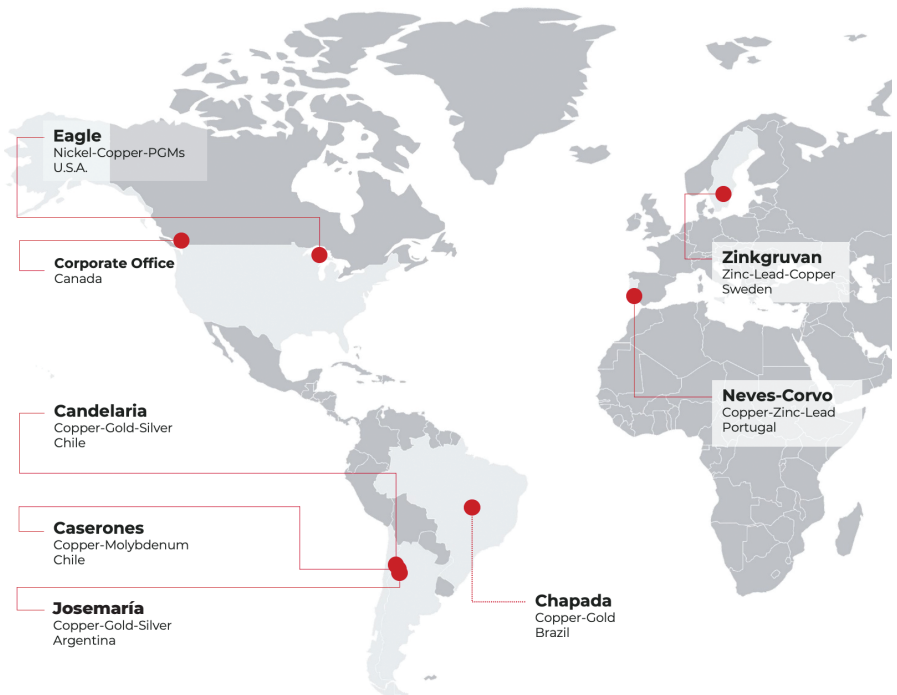 Eagle
Nickel-Copper-PGMs
U.S.A.
Corporate Office
Canada
Zinkgruvan
Zinc-Lead-Copper
Sweden
Neves-Corvo
Copper-Zinc-Lead
Portugal
Candelaria
Copper-Gold-Silver
Chile
Caserones
Copper-Molybdenum
Chile
Josemaría
Copper-Gold-Silver
Argentina
Chapada
Copper-Gold
Brazil